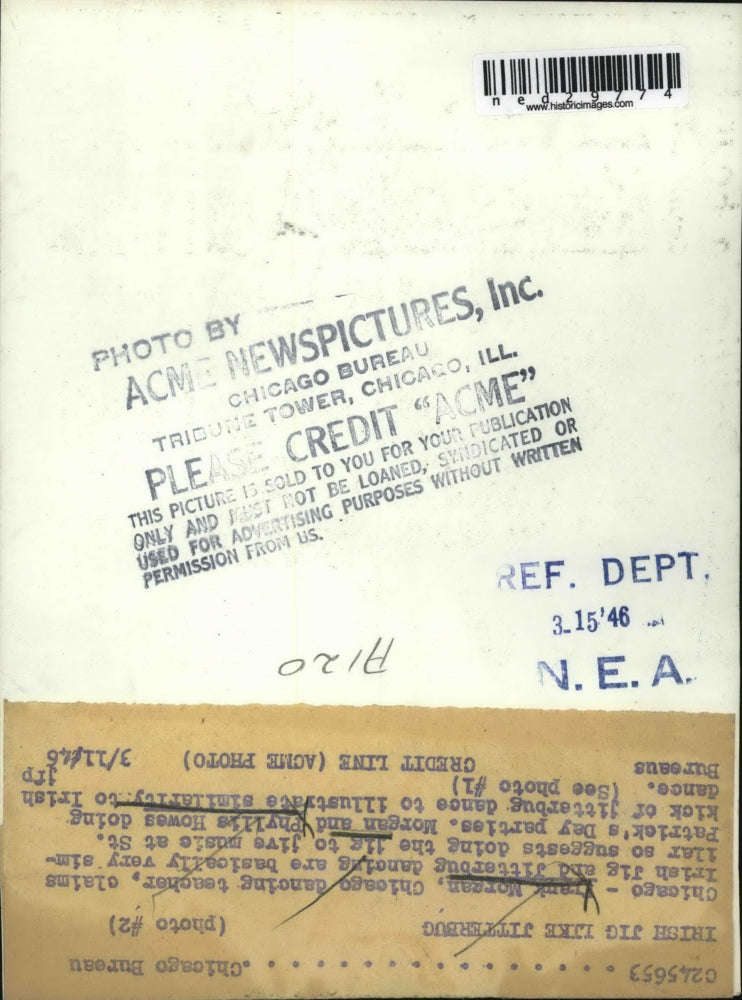 ned29774
www.historicimages.com
PHOTO BY
ACME NEWSPICTURES, Inc.
CHICAGO BUREAU
TRIBUNE TOWER, CHICAGO, ILL.
PLEASE CREDIT “ACME”
THIS PICTURE IS SOLD TO YOU FOR YOUR PUBLICATION
ONLY AND MUST NOT BE LOANED, SYNDICATED OR
USED FOR ADVERTISING PURPOSES WITHOUT WRITTEN
PERMISSION FROM US.
REF. DEPT.
3-15'46
N. E. A.
A120
C245653 . . . . . . . . . . . . . . .Chicago Bureau
IRISH JIG LIKE JITTERBUG (photo #2)
Chicago - Frank Morgan, Chicago dancing teacher, claims
Irish jig and jitterbug dancing are basically very sim-
ilar so suggests doing the jig to jive music at St.
Patrick's Day parties. Morgan and Phyllis Howes doing
kick of jitterbug dance to illustrate similarity to Irish
dance. (See photo #1) jrp
Bureaus CREDIT LINE (ACME PHOTO) 3/11/46